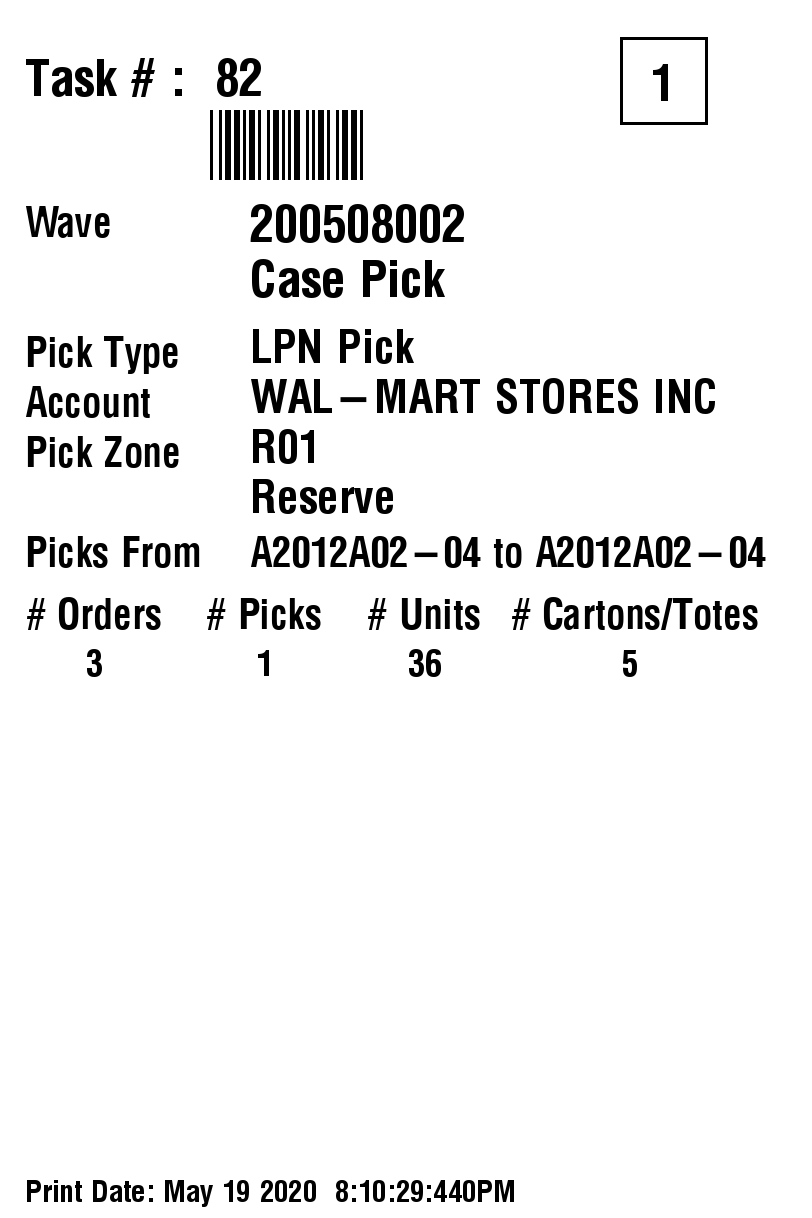 Task # : 82
1
Wave 200508002
Case Pick
Pick Type LPN Pick
Account WAL-MART STORES INC
Pick Zone R01
Reserve
Picks From A2012A02-04 to A2012A02-04
# Orders # Picks # Units # Cartons/Totes
3 1 36 5
Print Date: May 19 2020 8:10:29:440PM